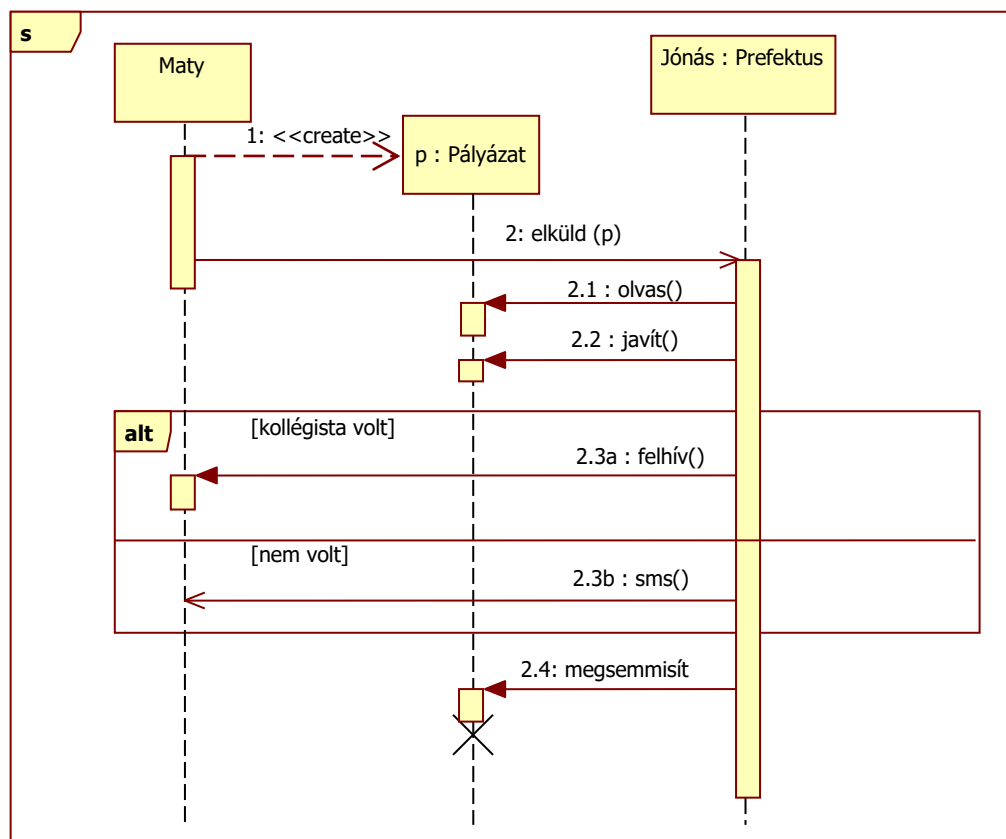 s
Maty
Jónás : Prefektus
1: <<create>>
p : Pályázat
2: elküld (p)
2.1 : olvas()
2.2 : javít()
alt
[kollégista volt]
2.3a : felhív()
[nem volt]
2.3b : sms()
2.4: megsemmisít